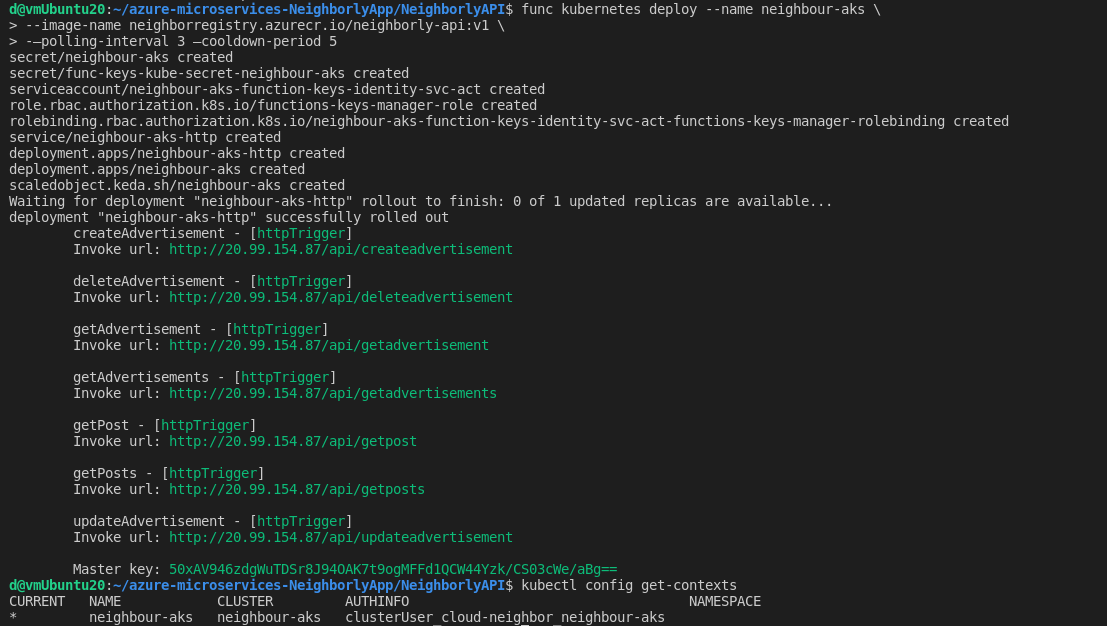 d@vmUbuntu20:~/azure-microservices-NeighborlyApp/NeighborlyAPI$ func kubernetes deploy --name neighbour-aks \
> --image-name neighborregistry.azurecr.io/neighborly-api:v1 \
> -—polling-interval 3 —cooldown-period 5
secret/neighbour-aks created
secret/func-keys-kube-secret-neighbour-aks created
serviceaccount/neighbour-aks-function-keys-identity-svc-act created
role.rbac.authorization.k8s.io/functions-keys-manager-role created
rolebinding.rbac.authorization.k8s.io/neighbour-aks-function-keys-identity-svc-act-functions-keys-manager-rolebinding created
service/neighbour-aks-http created
deployment.apps/neighbour-aks-http created
deployment.apps/neighbour-aks created
scaledobject.keda.sh/neighbour-aks created
Waiting for deployment "neighbour-aks-http" rollout to finish: 0 of 1 updated replicas are available...
deployment "neighbour-aks-http" successfully rolled out
createAdvertisement - [httpTrigger]
Invoke url: http://20.99.154.87/api/createadvertisement
deleteAdvertisement - [httpTrigger]
Invoke url: http://20.99.154.87/api/deleteadvertisement
getAdvertisement - [httpTrigger]
Invoke url: http://20.99.154.87/api/getadvertisement
getAdvertisements - [httpTrigger]
Invoke url: http://20.99.154.87/api/getadvertisements
getPost - [httpTrigger]
Invoke url: http://20.99.154.87/api/getpost
getPosts - [httpTrigger]
Invoke url: http://20.99.154.87/api/getposts
updateAdvertisement - [httpTrigger]
Invoke url: http://20.99.154.87/api/updateadvertisement
Master key: 50xAV946zdgWuTDSr8J94OAK7t9ogMFFd1QCW44Yzk/CS03cWe/aBg==
d@vmUbuntu20:~/azure-microservices-NeighborlyApp/NeighborlyAPI$ kubectl config get-contexts
CURRENT NAME CLUSTER AUTHINFO NAMESPACE
* neighbour-aks neighbour-aks clusterUser_cloud-neighbor_neighbour-aks